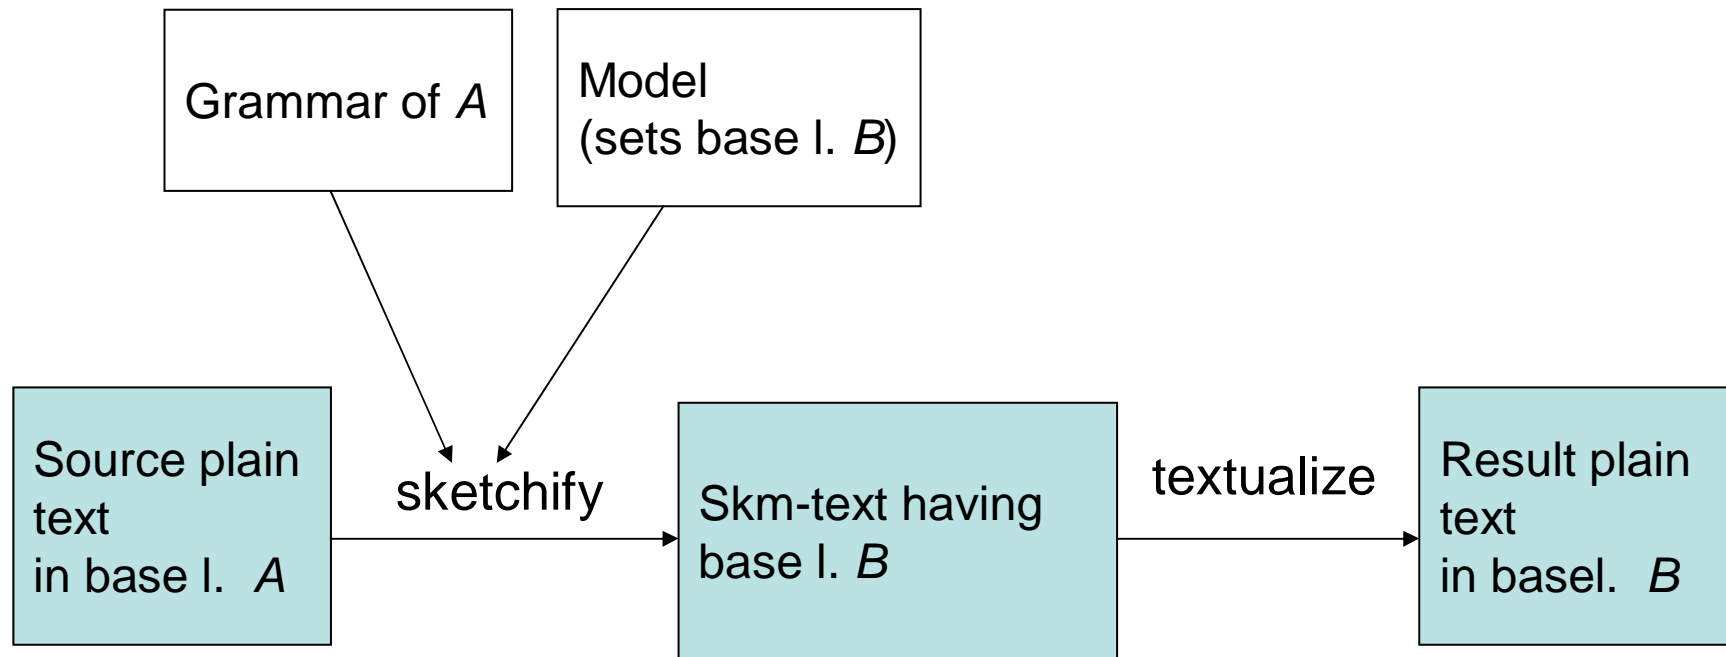 Grammar of A
Model
(sets base l. B)
Source plain
text
in base l. A
sketchify
Skm-text having
base l. B
textualize
Result plain
text
in basel. B